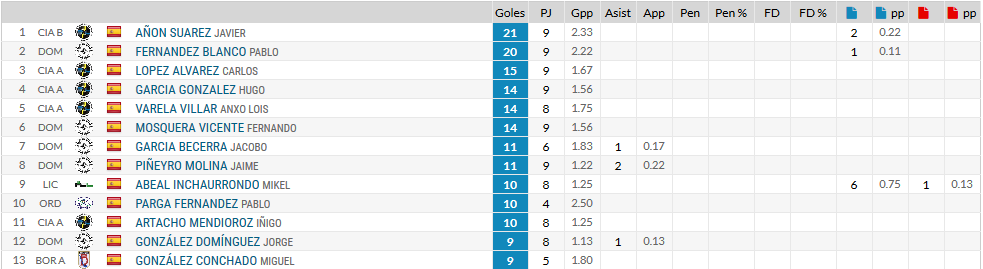 Goles PJ Gpp Asist App Pen Pen % FD FD % pp pp
1 CIA B AÑON SUAREZ JAVIER 21 9 2.33 2 0.22
2 DOM FERNANDEZ BLANCO PABLO 20 9 2.22 1 0.11
3 CIA A LOPEZ ALVAREZ CARLOS 15 9 1.67
4 CIA A GARCIA GONZALEZ HUGO 14 9 1.56
5 CIA A VARELA VILLAR ANXO LOIS 14 8 1.75
6 DOM MOSQUERA VICENTE FERNANDO 14 9 1.56
7 DOM GARCIA BECERRA JACOBO 11 6 1.83 1 0.17
8 DOM PIÑEYRO MOLINA JAIME 11 9 1.22 2 0.22
9 LIC ABEAL INCHAURRONDO MIKEL 10 8 1.25 6 0.75 1 0.13
10 ORD PARGA FERNANDEZ PABLO 10 4 2.50
11 CIA A ARTACHO MENDIOROZ IÑIGO 10 8 1.25
12 DOM GONZÁLEZ DOMÍNGUEZ JORGE 9 8 1.13 1 0.13
13 BOR A GONZÁLEZ CONCHADO MIGUEL 9 5 1.80